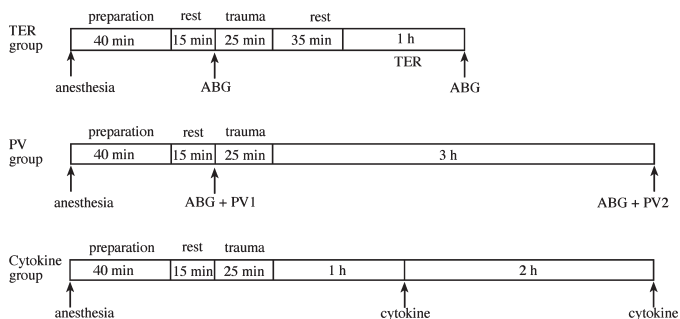 preparation rest trauma rest
TER
group
40 min 15 min 25 min 35 min 1 h
TER
anesthesia ABG ABG
preparation rest trauma
PV
group
40 min 15 min 25 min 3 h
anesthesia ABG + PV1 ABG + PV2
preparation rest trauma
Cytokine
group
40 min 15 min 25 min 1 h 2 h
anesthesia cytokine cytokine